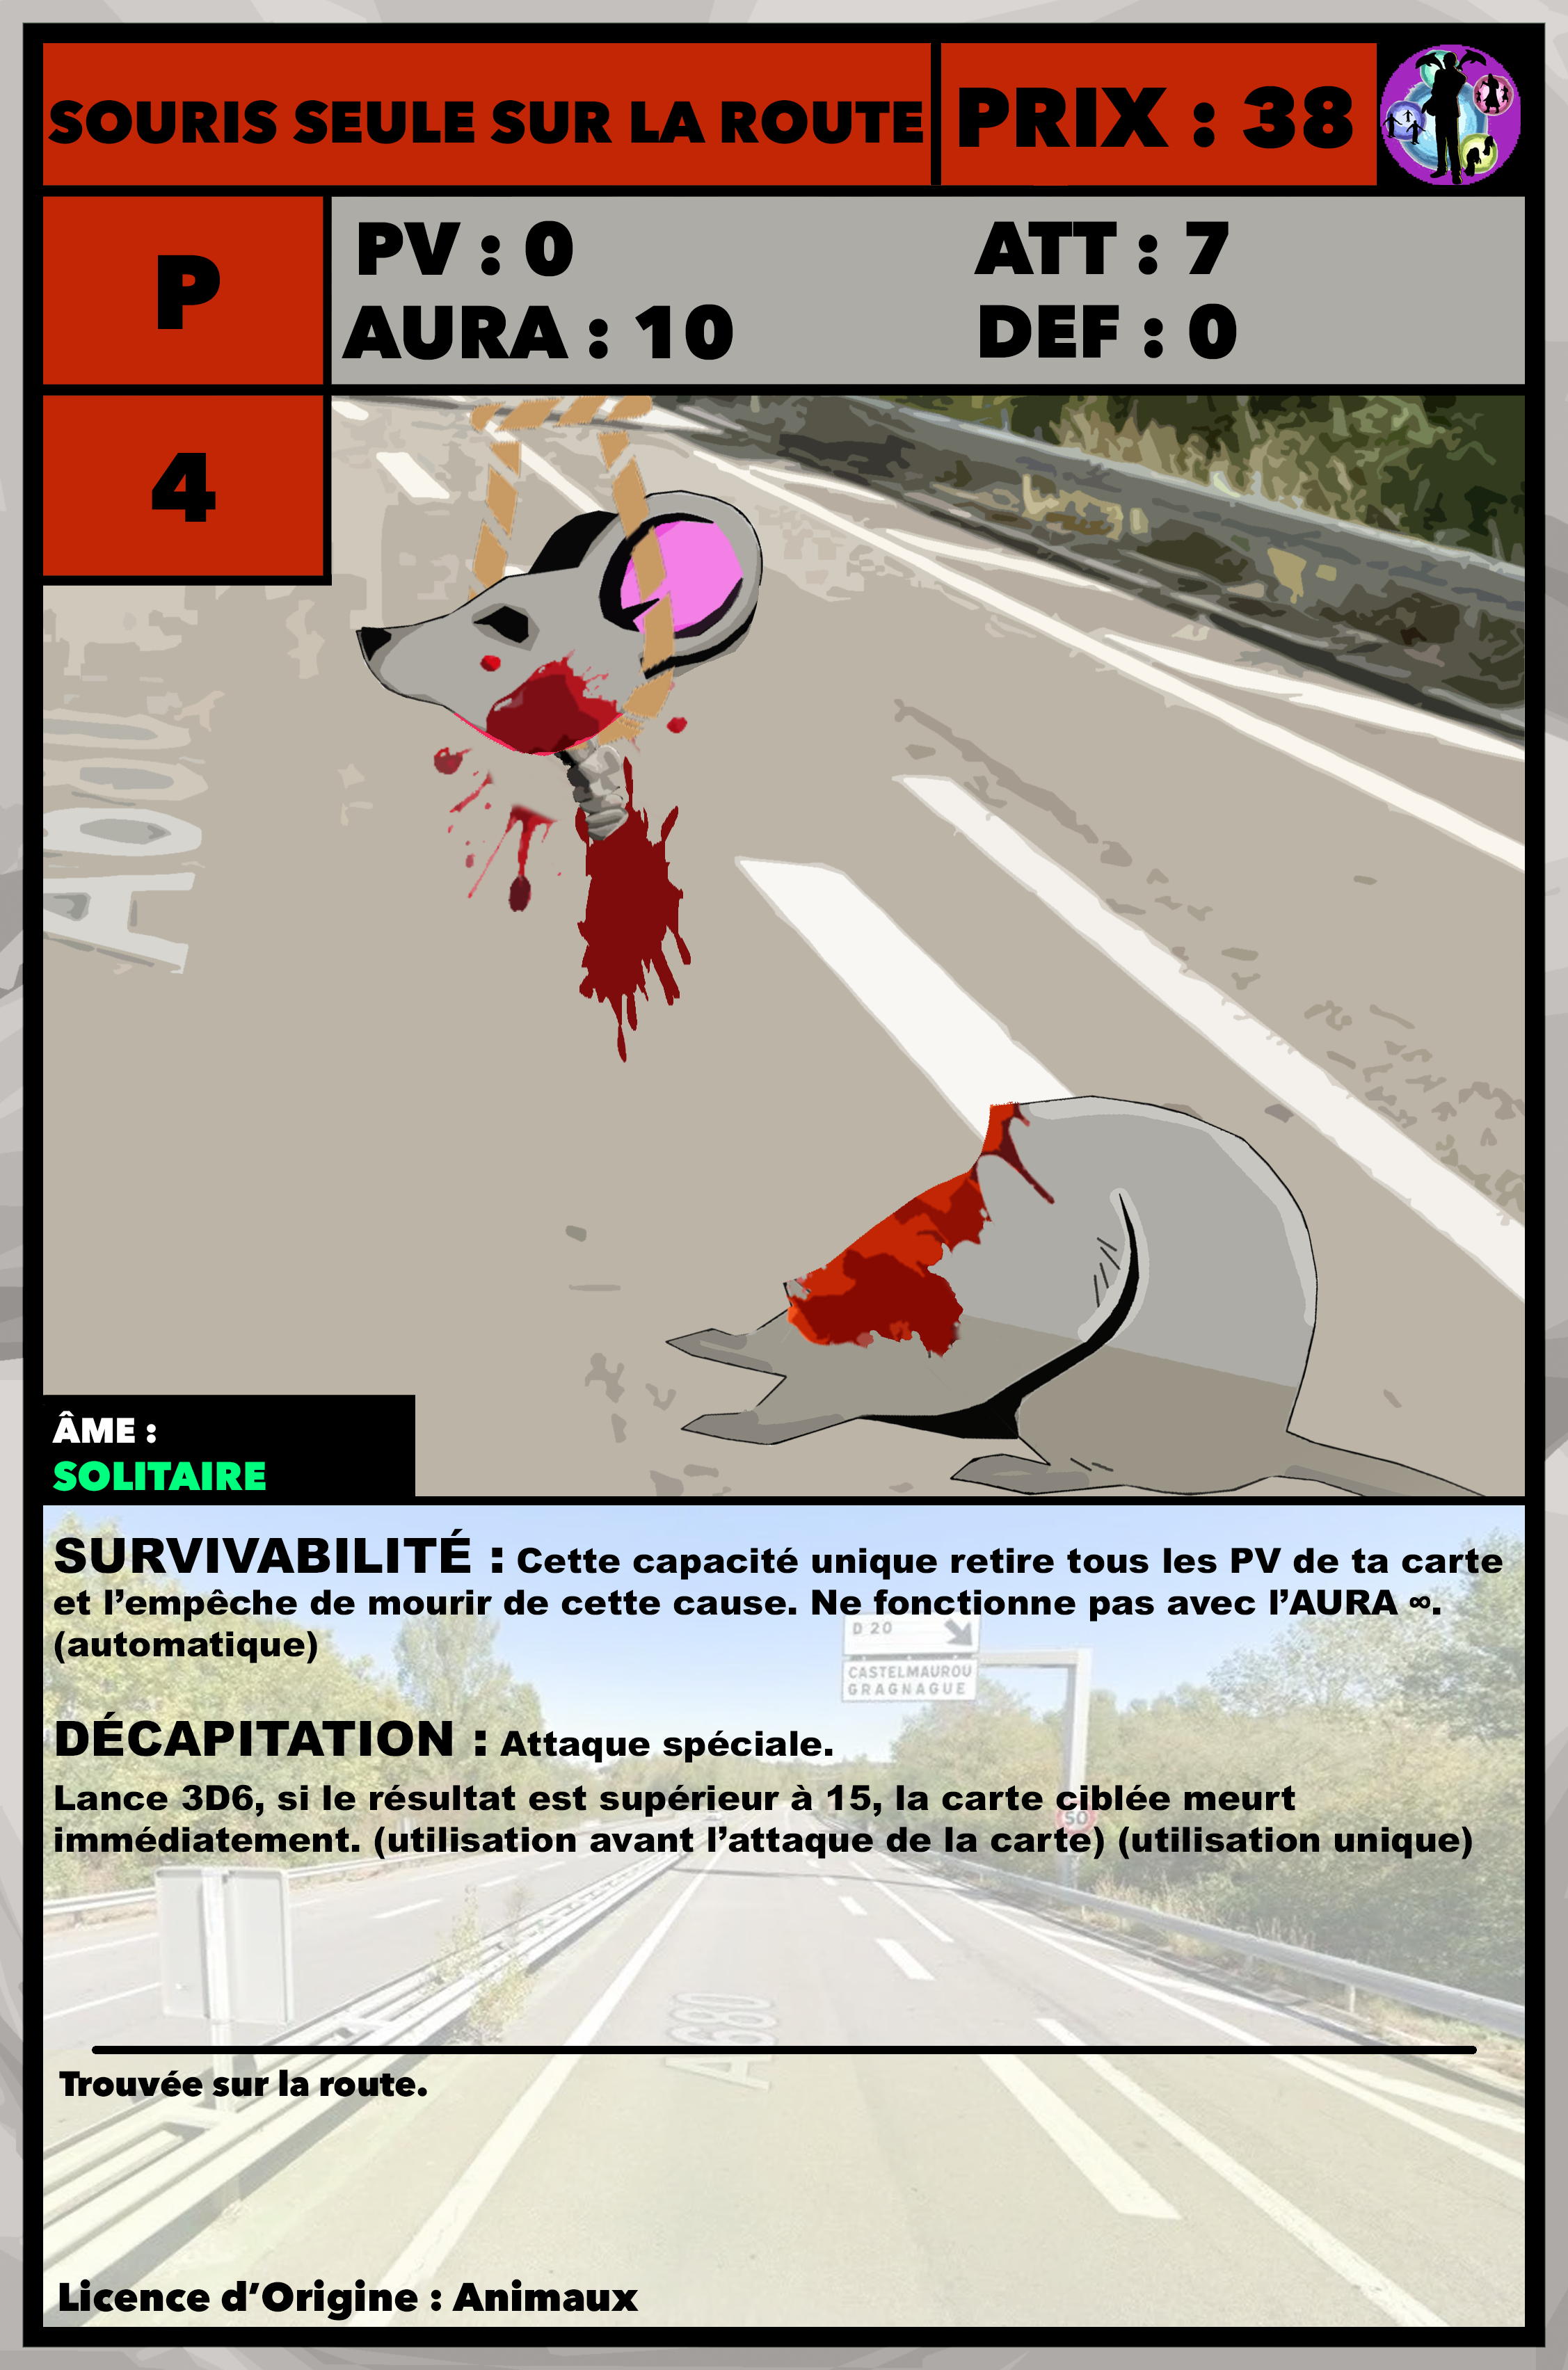 SOURIS SEULE SUR LA ROUTE
PRIX : 38
P
PV : 0
ATT : 7
AURA : 10
DEF : 0
4
ÂME :
SOLITAIRE
SURVIVABILITÉ : Cette capacité unique retire tous les PV de ta carte
et l’empêche de mourir de cette cause. Ne fonctionne pas avec l’AURA ∞.
(automatique)
D 20
CASTELMAUROU
GRAGNAGUE
DÉCAPITATION : Attaque spéciale.
Lance 3D6, si le résultat est supérieur à 15, la carte ciblée meurt
immédiatement. (utilisation avant l’attaque de la carte) (utilisation unique)
50
A680
Trouvée sur la route.
Licence d’Origine : Animaux